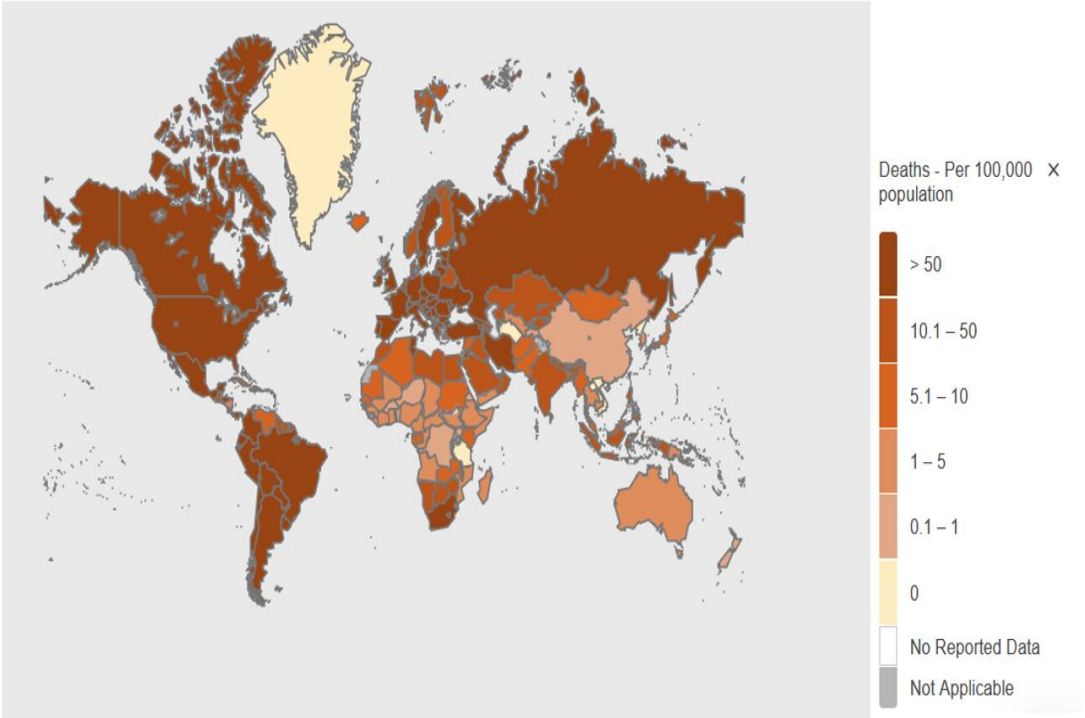 Deaths - Per 100,000 ×
population
> 50
10.1 – 50
5.1 – 10
1 – 5
0.1 – 1
0
No Reported Data
Not Applicable